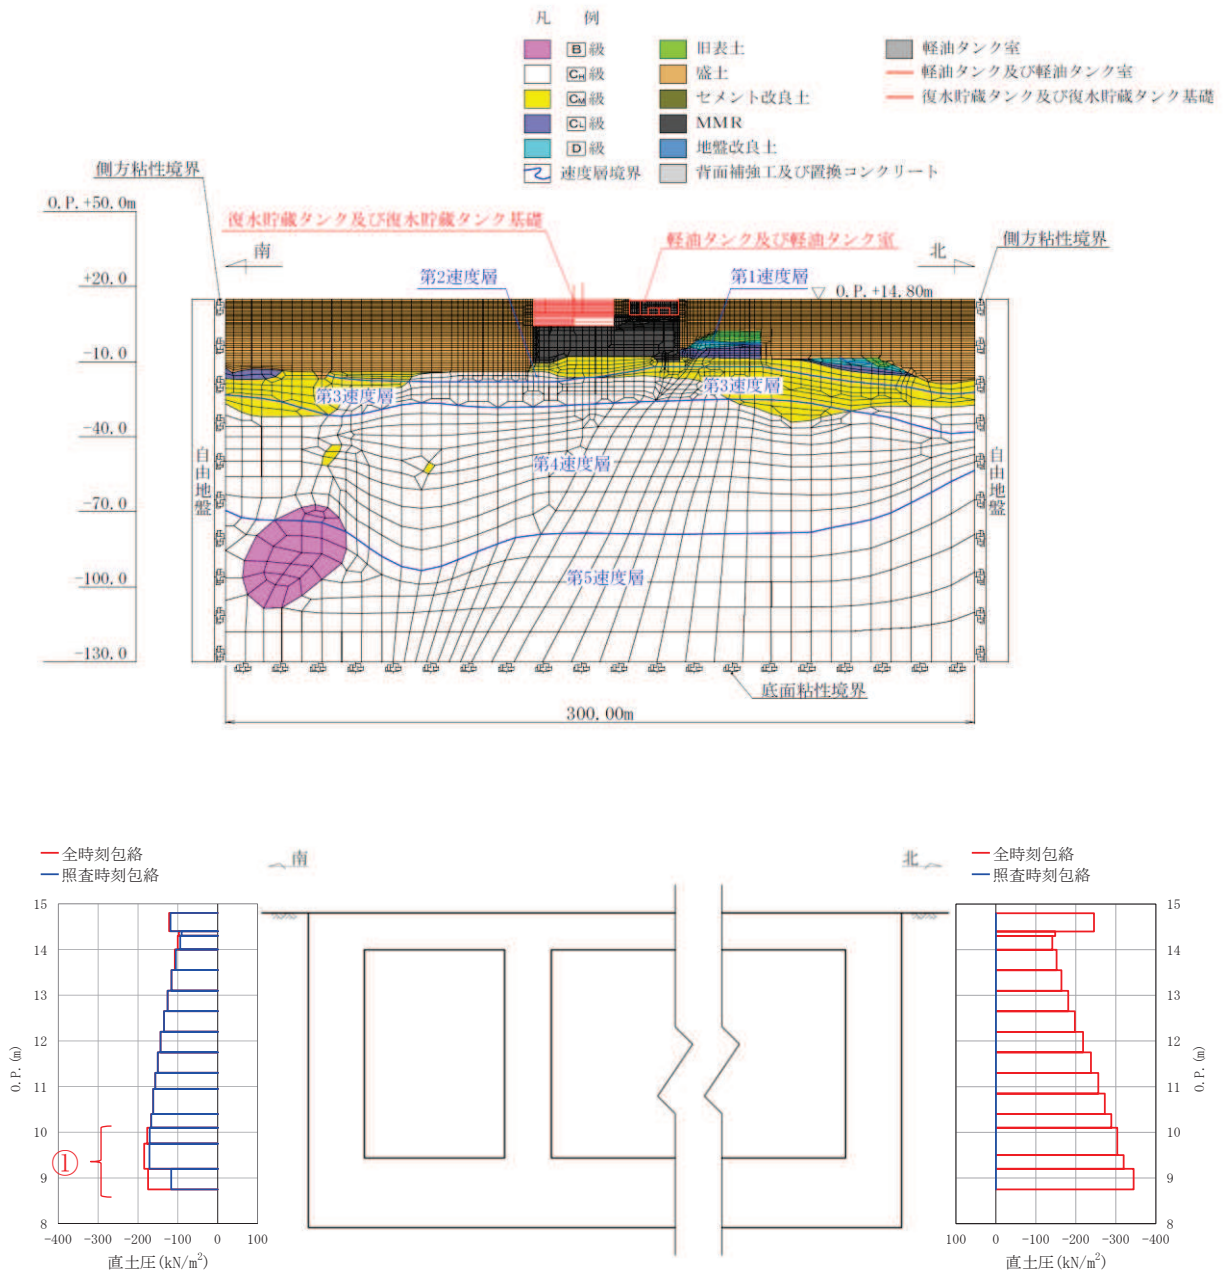 凡 例
B 級
CH 級
CM 級
CL 級
D 級
速度層境界
旧表土
盛土
セメント改良土
MMR
地盤改良土
背面補強工及び置換コンクリート
軽油タンク室
軽油タンク及び軽油タンク室
復水貯蔵タンク及び復水貯蔵タンク基礎
側方粘性境界
O.P.+50.0m
+20.0
-10.0
-40.0
-70.0
-100.0
-130.0
復水貯蔵タンク及び復水貯蔵タンク基礎
軽油タンク及び軽油タンク室
側方粘性境界
南
北
第2速度層
第1速度層
O.P.+14.80m
第3速度層
第3速度層
第4速度層
第5速度層
自由地盤
自由地盤
底面粘性境界
300.00m
全時刻包絡
照査時刻包絡
南
北
全時刻包絡
照査時刻包絡
15
14
13
12
11
10
9
8
O.P.(m)
①
-400 -300 -200 -100 0 100
直土圧(kN/m²)
15
14
13
12
11
10
9
8
O.P.(m)
100 0 -100 -200 -300 -400
直土圧(kN/m²)